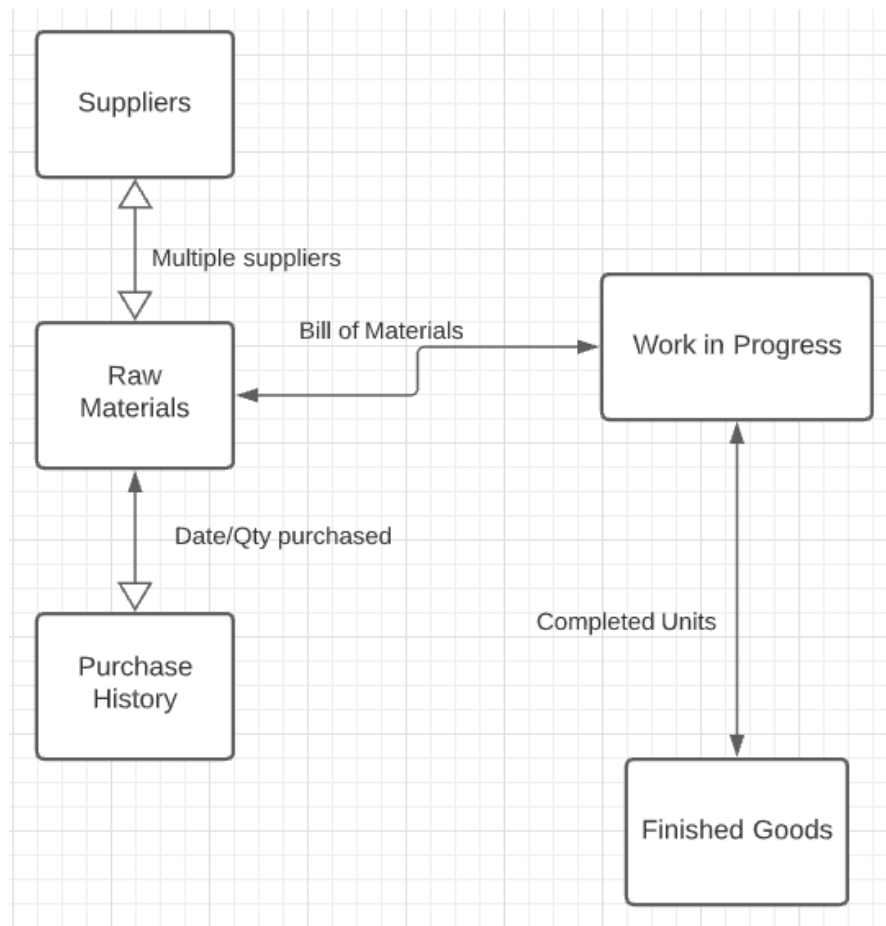 Suppliers
Multiple suppliers
Bill of Materials
Work in Progress
Raw
Materials
Date/Qty purchased
Completed Units
Purchase
History
Finished Goods